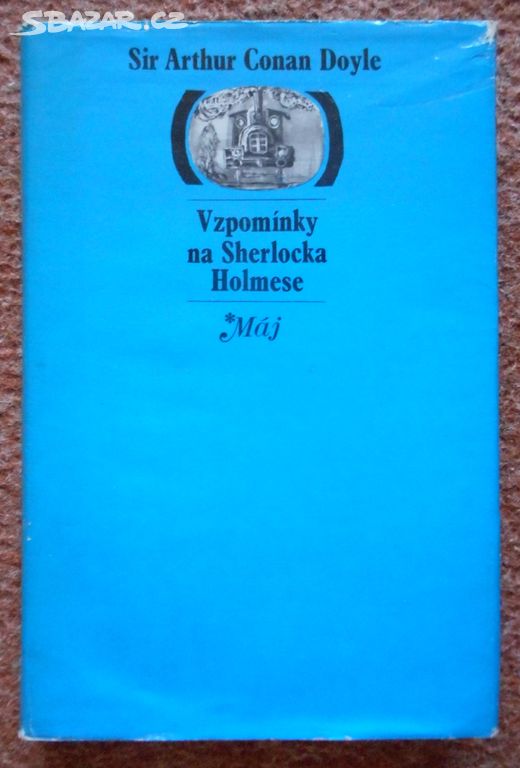 SBAZAR.CZ
Sir Arthur Conan Doyle
Vzpomínky
na Sherlocka
Holmese
*Máj